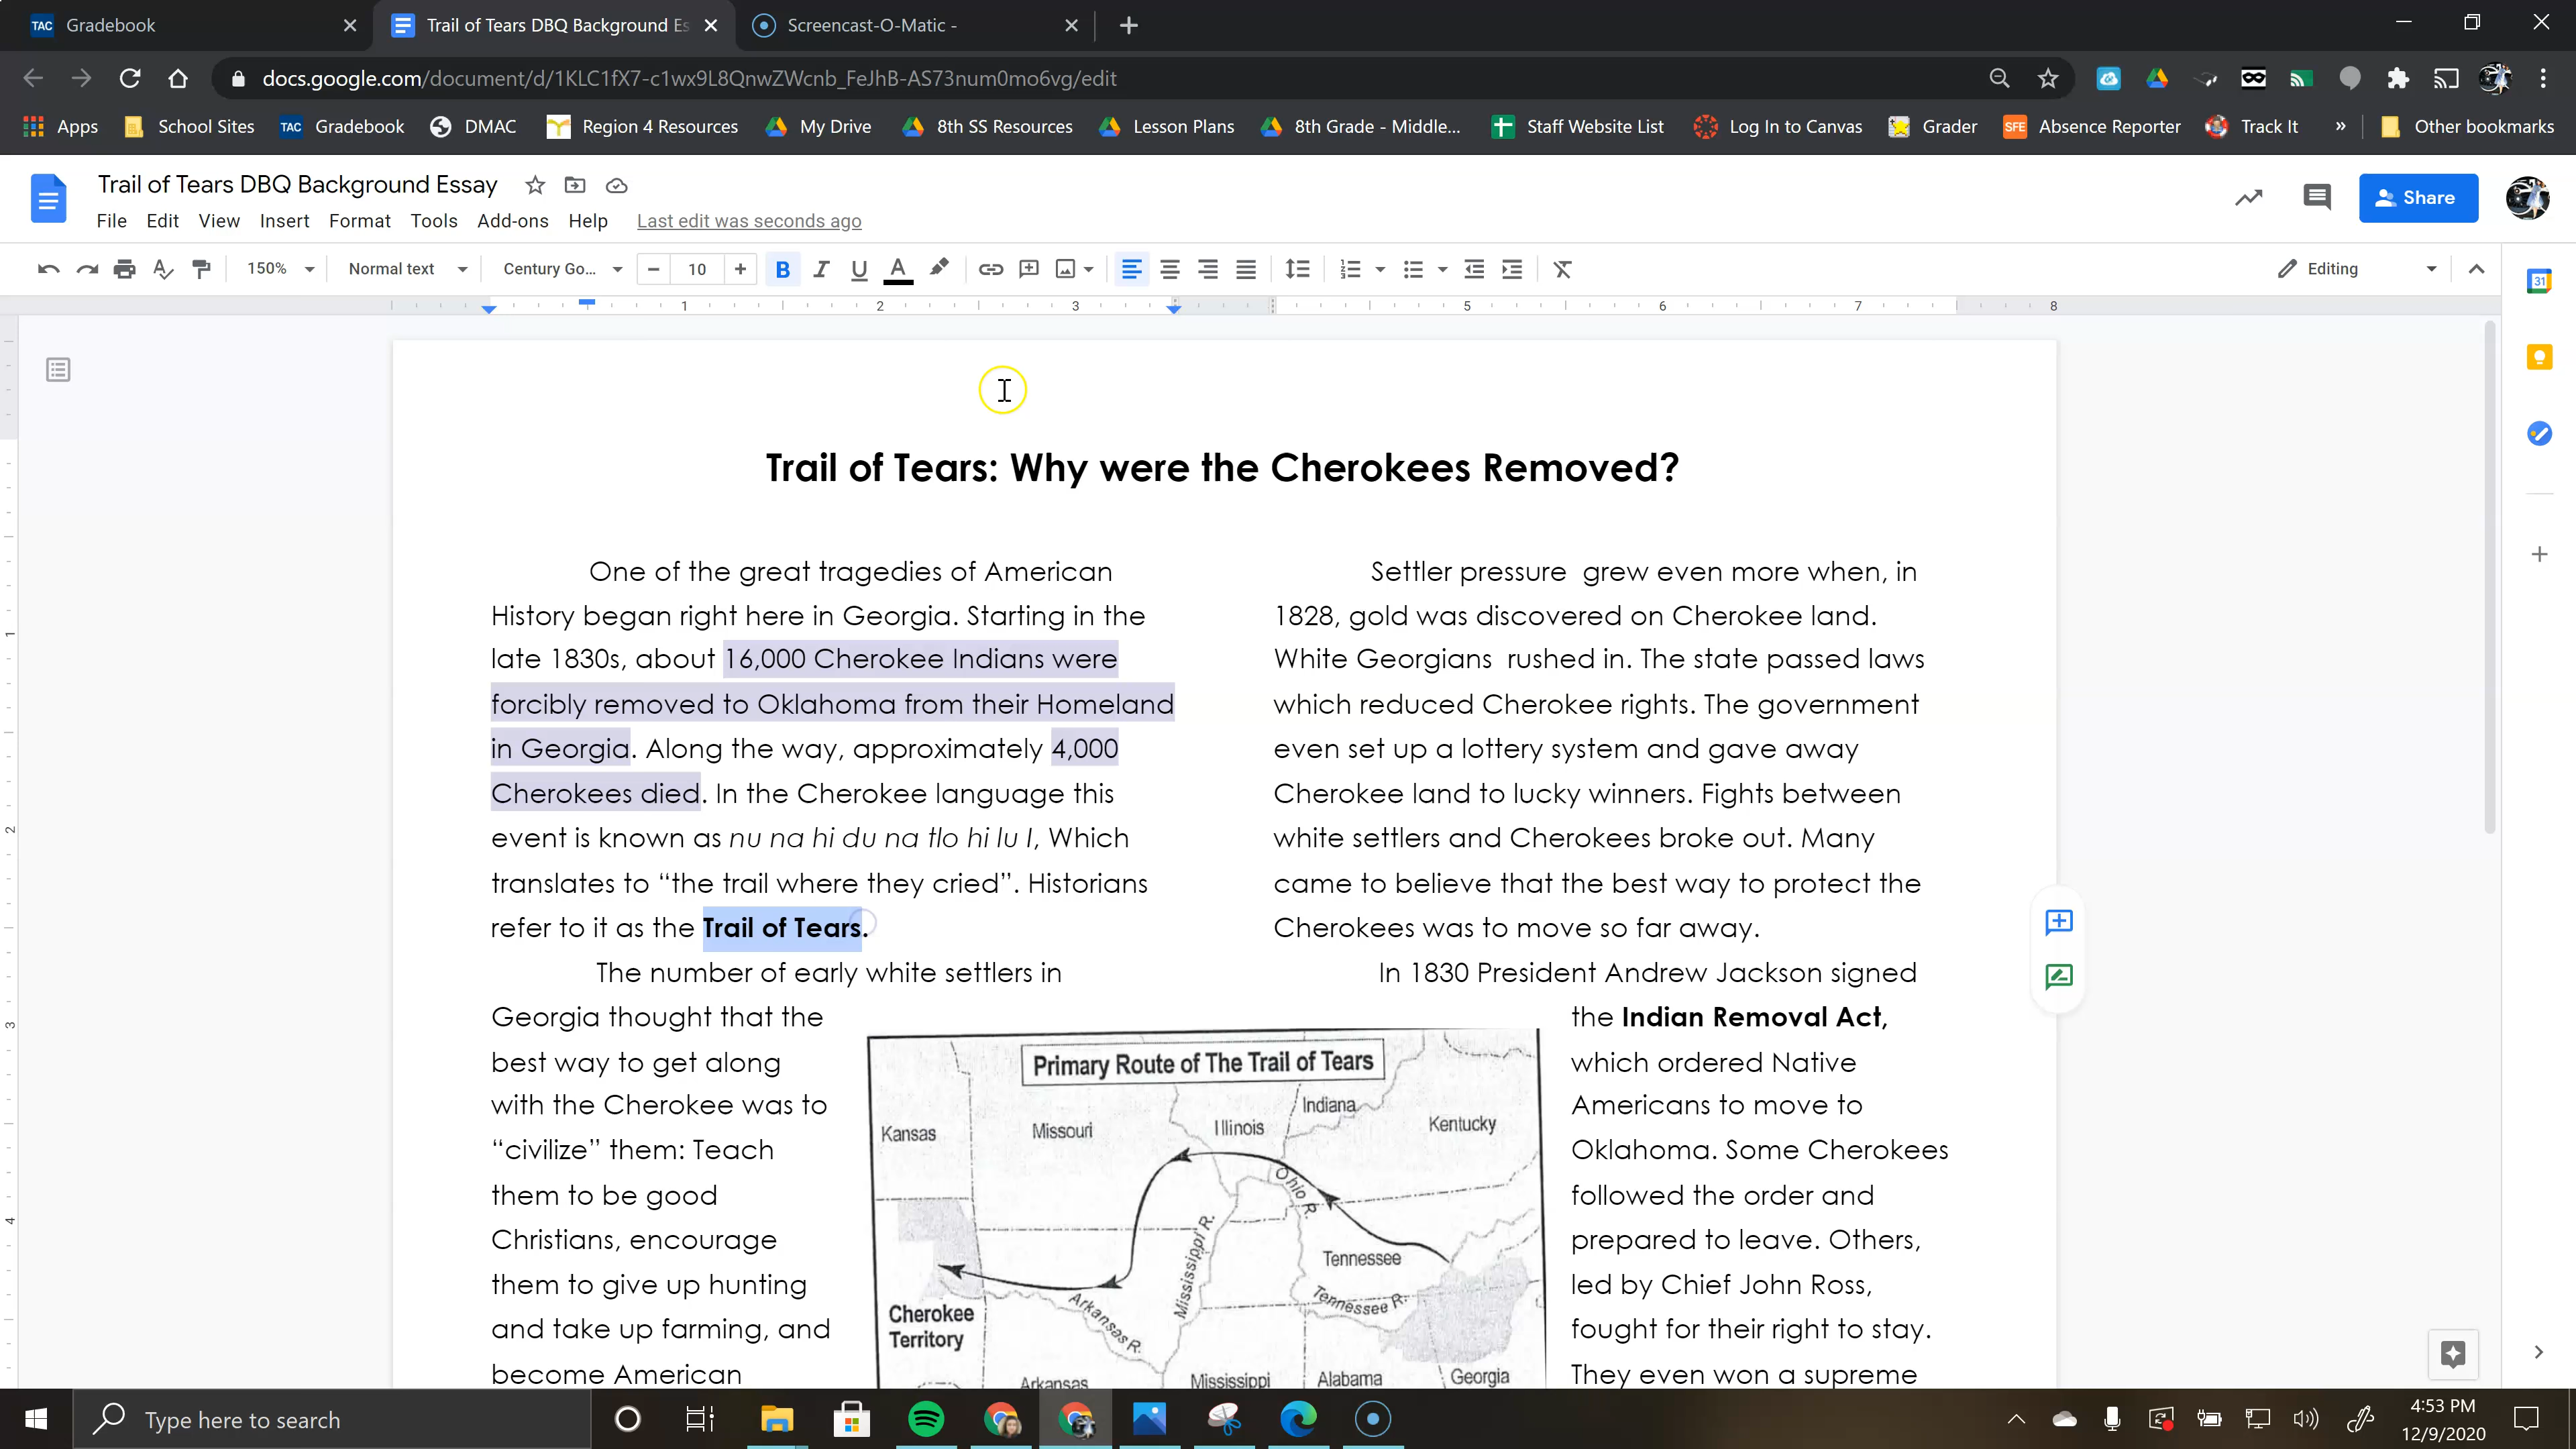 TAC Gradebook
Trail of Tears DBQ Background Es
Screencast-O-Matic -
docs.google.com/document/d/1KLC1fX7-c1wx9L8QnwZWcnb_FeJhB-AS73num0mo6vg/edit
Apps School Sites TAC Gradebook DMAC Region 4 Resources My Drive 8th SS Resources Lesson Plans 8th Grade - Middle... Staff Website List Log In to Canvas Grader SFE Absence Reporter Track It » Other bookmarks
Trail of Tears DBQ Background Essay
File Edit View Insert Format Tools Add-ons Help Last edit was seconds ago
Share
150% Normal text Century Go... − 10 + B I U A Editing
31
1 2 3 5 6 7 8
Trail of Tears: Why were the Cherokees Removed?
One of the great tragedies of American
History began right here in Georgia. Starting in the
late 1830s, about 16,000 Cherokee Indians were
forcibly removed to Oklahoma from their Homeland
in Georgia. Along the way, approximately 4,000
Cherokees died. In the Cherokee language this
event is known as nu na hi du na tlo hi lu I, Which
translates to “the trail where they cried”. Historians
refer to it as the Trail of Tears.
The number of early white settlers in
Georgia thought that the
best way to get along
with the Cherokee was to
“civilize” them: Teach
them to be good
Christians, encourage
them to give up hunting
and take up farming, and
become American
Primary Route of The Trail of Tears
Indiana
Kansas Missouri Illinois Kentucky
Ohio R.
Mississippi R.
Tennessee
Tennessee R.
Arkansas R.
Cherokee
Territory
Arkansas Mississippi Alabama Georgia
Settler pressure  grew even more when, in
1828, gold was discovered on Cherokee land.
White Georgians  rushed in. The state passed laws
which reduced Cherokee rights. The government
even set up a lottery system and gave away
Cherokee land to lucky winners. Fights between
white settlers and Cherokees broke out. Many
came to believe that the best way to protect the
Cherokees was to move so far away.
In 1830 President Andrew Jackson signed
the Indian Removal Act,
which ordered Native
Americans to move to
Oklahoma. Some Cherokees
followed the order and
prepared to leave. Others,
led by Chief John Ross,
fought for their right to stay.
They even won a supreme
1
2
3
4
Type here to search
4:53 PM
12/9/2020